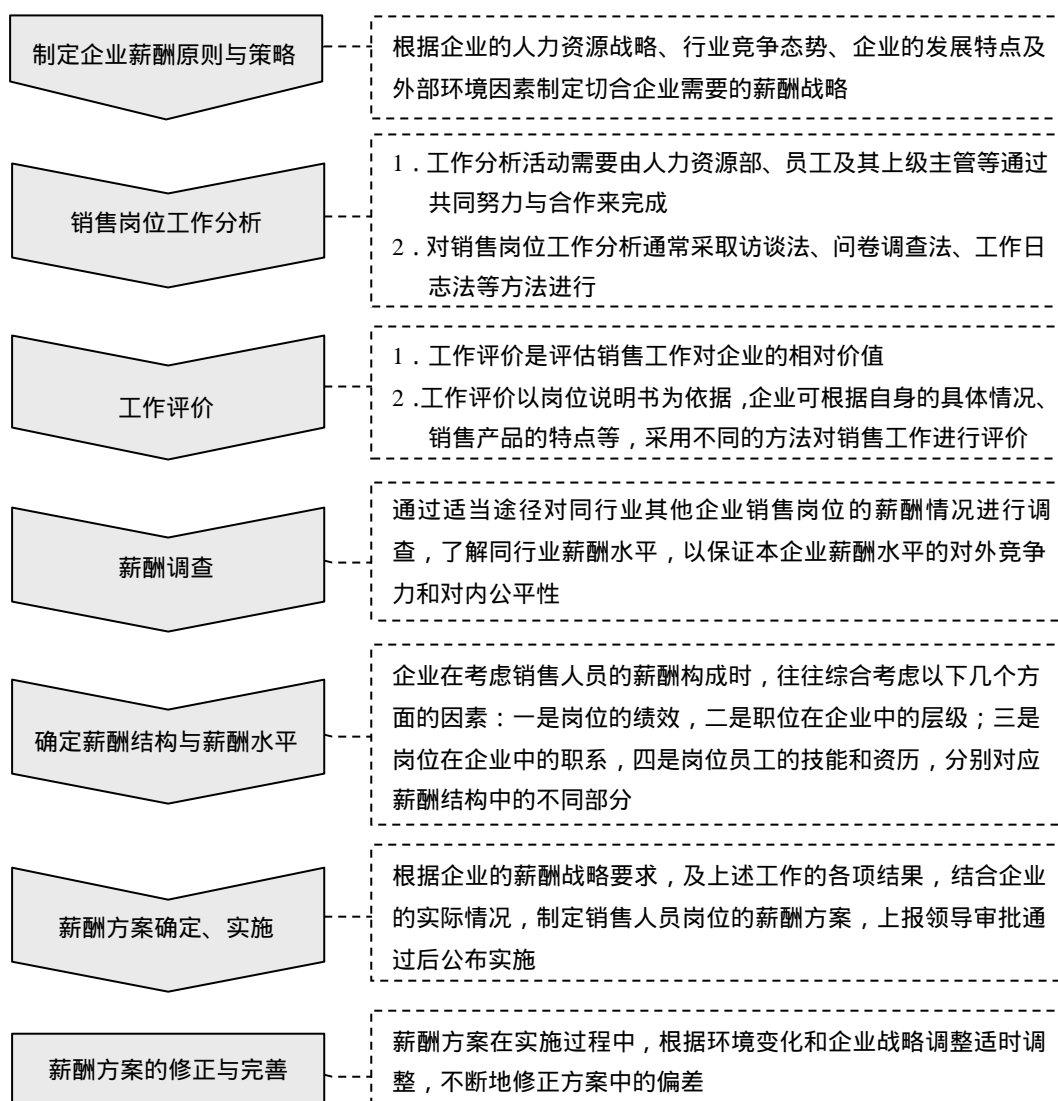 制定企业薪酬原则与策略
根据企业的人力资源战略、行业竞争态势、企业的发展特点及
外部环境因素制定切合企业需要的薪酬战略
销售岗位工作分析
1．工作分析活动需要由人力资源部、员工及其上级主管等通过
共同努力与合作来完成
2．对销售岗位工作分析通常采取访谈法、问卷调查法、工作日
志法等方法进行
工作评价
1．工作评价是评估销售工作对企业的相对价值
2．工作评价以岗位说明书为依据，企业可根据自身的具体情况、
销售产品的特点等，采用不同的方法对销售工作进行评价
薪酬调查
通过适当途径对同行业其他企业销售岗位的薪酬情况进行调
查，了解同行业薪酬水平，以保证本企业薪酬水平的对外竞争
力和对内公平性
确定薪酬结构与薪酬水平
企业在考虑销售人员的薪酬构成时，往往综合考虑以下几个方
面的因素：一是岗位的绩效，二是职位在企业中的层级；三是
岗位在企业中的职系，四是岗位员工的技能和资历，分别对应
薪酬结构中的不同部分
薪酬方案确定、实施
根据企业的薪酬战略要求，及上述工作的各项结果，结合企业
的实际情况，制定销售人员岗位的薪酬方案，上报领导审批通
过后公布实施
薪酬方案的修正与完善
薪酬方案在实施过程中，根据环境变化和企业战略调整适时调
整，不断地修正方案中的偏差